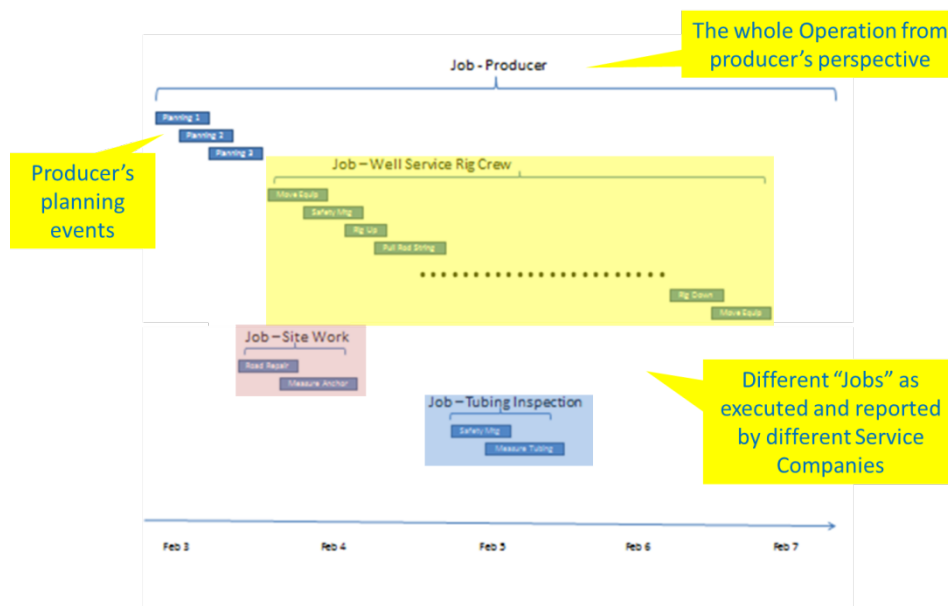 The whole Operation from
producer's perspective
Job - Producer
Planning 1
Planning 2
Planning 3
Producer's
planning
events
Job – Well Service Rig Crew
Move Equip
Safety Mtg
Rig Up
Pull Rod String
Rig Down
Move Equip
Job – Site Work
Road Repair
Measure Anchor
Different "Jobs" as
executed and reported
by different Service
Companies
Job – Tubing Inspection
Safety Mtg
Measure Tubing
Feb 3
Feb 4
Feb 5
Feb 6
Feb 7